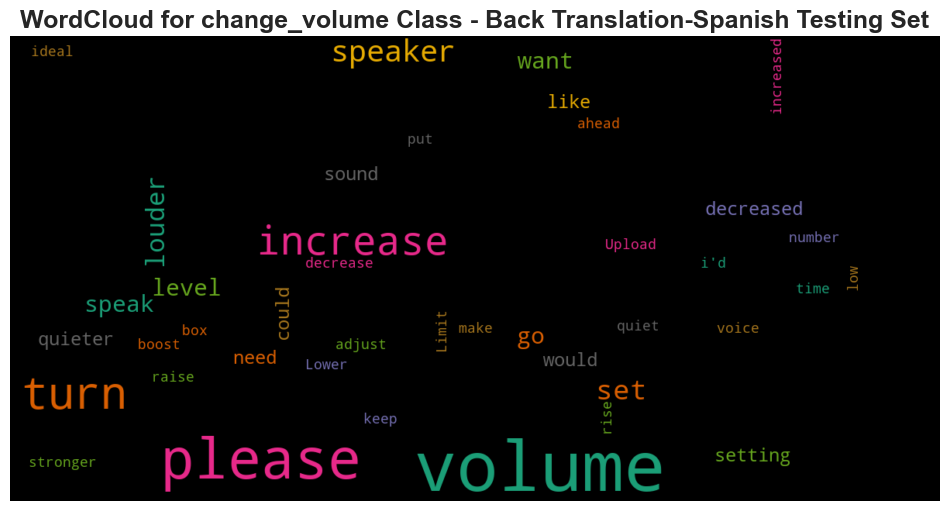 WordCloud for change_volume Class - Back Translation-Spanish Testing Set
ideal
speaker
want
increased
like
ahead
put
sound
louder
decreased
increase
Upload
number
decrease
i'd
low
level
speak
could
time
quieter
box
boost
Limit
make
go
quiet
voice
adjust
need
Lower
would
raise
turn
set
rise
keep
please
volume
stronger
setting